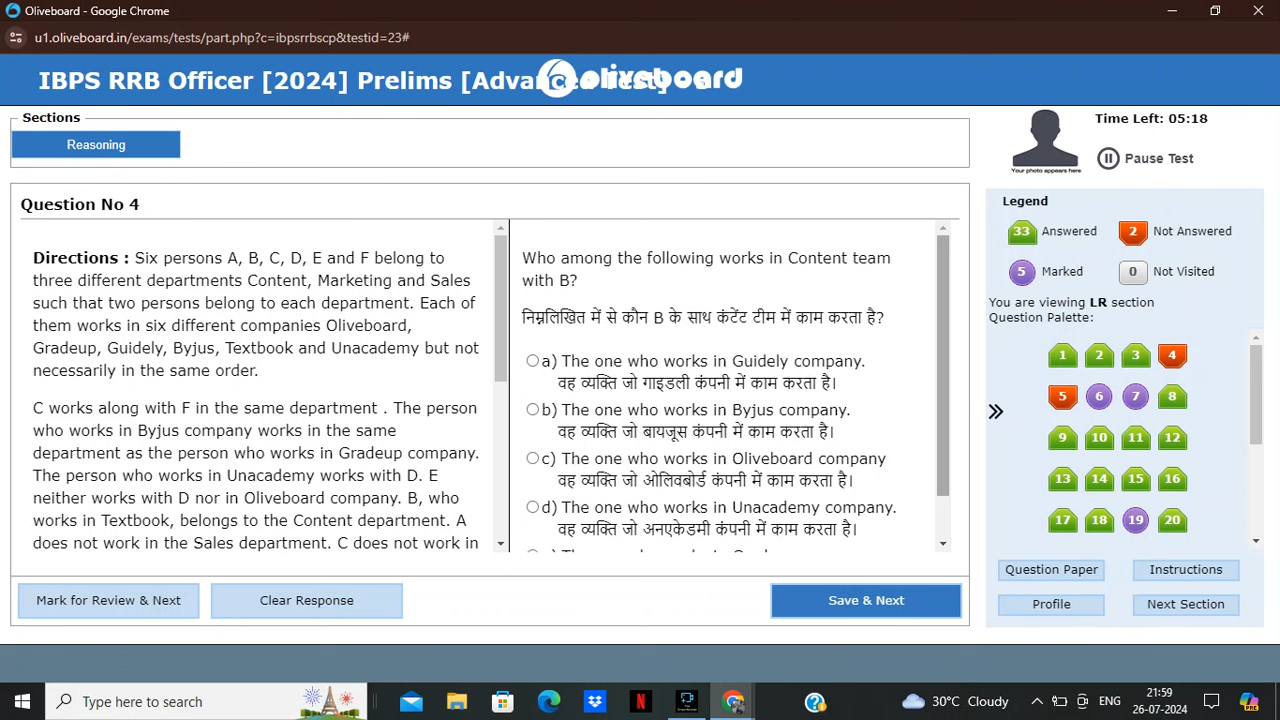 Oliveboard - Google Chrome
u1.oliveboard.in/exams/tests/part.php?c=ibpsrrbscp&testid=23#
IBPS RRB Officer [2024] Prelims [Advanced Test]
oliveboard
Sections
Reasoning
Your photo appears here
Time Left: 05:18
Pause Test
Question No 4
Directions : Six persons A, B, C, D, E and F belong to
three different departments Content, Marketing and Sales
such that two persons belong to each department. Each of
them works in six different companies Oliveboard,
Gradeup, Guidely, Byjus, Textbook and Unacademy but not
necessarily in the same order.
C works along with F in the same department . The person
who works in Byjus company works in the same
department as the person who works in Gradeup company.
The person who works in Unacademy works with D. E
neither works with D nor in Oliveboard company. B, who
works in Textbook, belongs to the Content department. A
does not work in the Sales department. C does not work in
Who among the following works in Content team
with B?
निम्नलिखित में से कौन B के साथ कंटेंट टीम में काम करता है?
a) The one who works in Guidely company.
वह व्यक्ति जो गाइडली कंपनी में काम करता है।
b) The one who works in Byjus company.
वह व्यक्ति जो बायजूस कंपनी में काम करता है।
c) The one who works in Oliveboard company
वह व्यक्ति जो ओलिवबोर्ड कंपनी में काम करता है।
d) The one who works in Unacademy company.
वह व्यक्ति जो अनएकेडमी कंपनी में काम करता है।
Mark for Review & Next
Clear Response
Save & Next
Legend
33 Answered
2 Not Answered
5 Marked
0 Not Visited
You are viewing LR section
Question Palette:
1 2 3 4
5 6 7 8
9 10 11 12
13 14 15 16
17 18 19 20
Question Paper
Instructions
Profile
Next Section
Type here to search
30°C Cloudy
ENG
21:59
26-07-2024